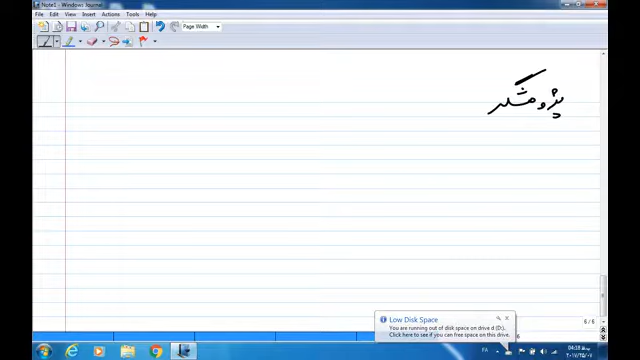 Note1 - Windows Journal
File Edit View Insert Actions Tools Help
Page Width
پژوهشگر
6 / 6
Low Disk Space
You are running out of disk space on drive d (D:).
Click here to see if you can free space on this drive.
FA
04:18